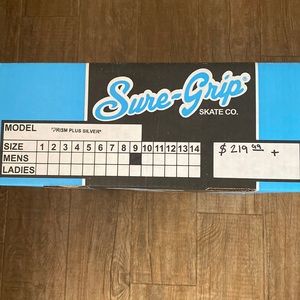 Sure-Grip®
SKATE CO.
MODEL "PRISM PLUS SILVER"
SIZE 1 2 3 4 5 6 7 8 9 10 11 12 13 14
MENS
LADIES
$ 219 99 +